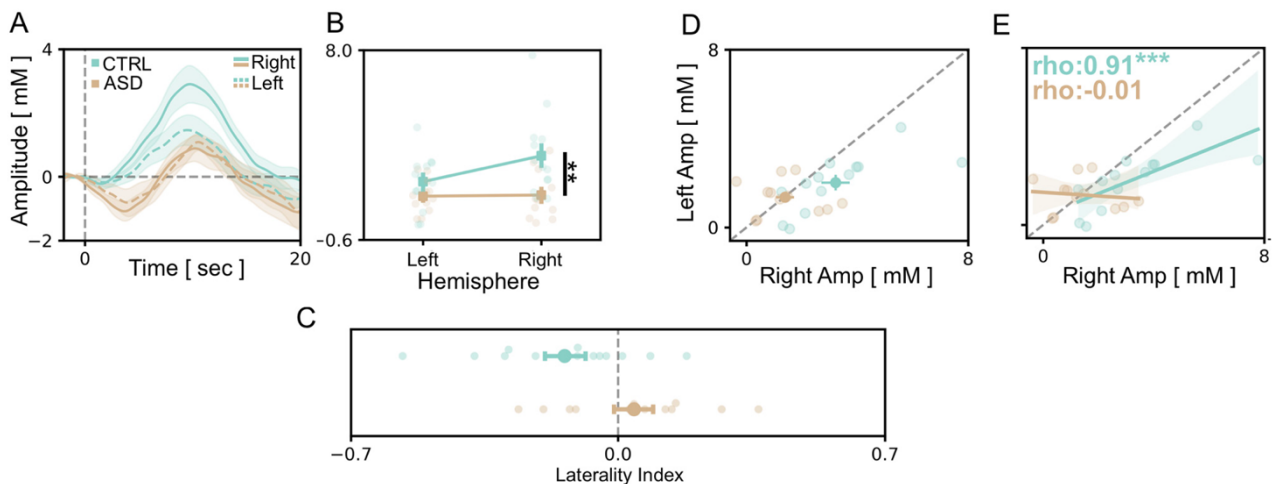 A
B
D
E
4
0
−2
Amplitude [ mM ]
CTRL
ASD
Right
Left
0
20
Time [ sec ]
8.0
−0.6
**
Left
Right
Hemisphere
8
0
Left Amp [ mM ]
0
8
Right Amp [ mM ]
rho:0.91***
rho:-0.01
0
8
Right Amp [ mM ]
C
−0.7
0.0
0.7
Laterality Index